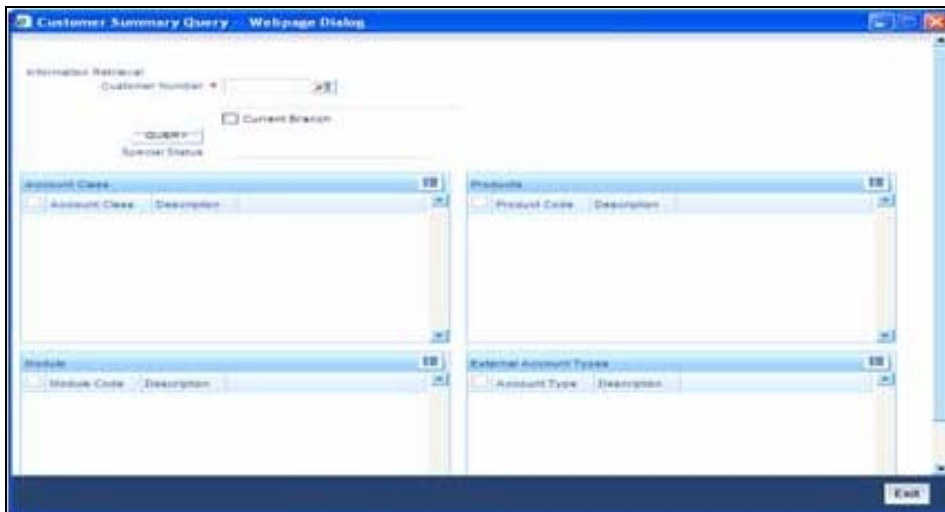 Customer Summary Query -- Webpage Dialog
Information Retrieval
Customer Number *
Current Branch
QUERY
Special Status
Account Class
Account Class Description
Products
Product Code Description
Module
Module Code Description
External Account Types
Account Type Description
Exit